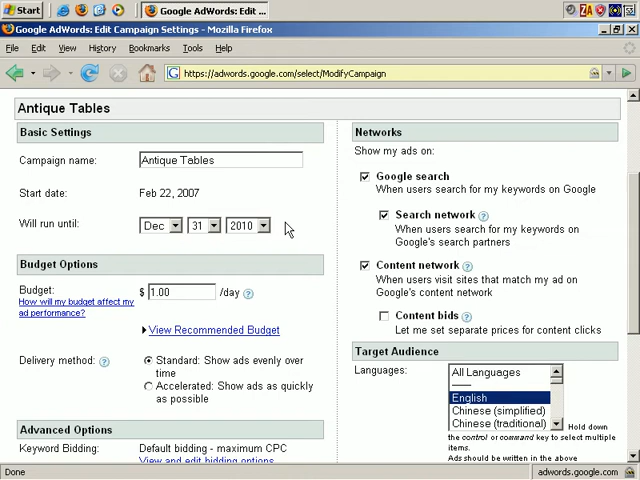 Start
Google AdWords: Edit ...
Google AdWords: Edit Campaign Settings - Mozilla Firefox
File Edit View History Bookmarks Tools Help
https://adwords.google.com/select/ModifyCampaign
Antique Tables
Basic Settings
Campaign name: Antique Tables
Start date: Feb 22, 2007
Will run until: Dec 31 2010
Budget Options
Budget: $ 1.00 /day ?
How will my budget affect my
ad performance?
View Recommended Budget
Delivery method: ? Standard: Show ads evenly over
time
Accelerated: Show ads as quickly
as possible
Advanced Options
Keyword Bidding: Default bidding - maximum CPC
View and edit bidding options
Networks
Show my ads on:
Google search
When users search for my keywords on Google
Search network ?
When users search for my keywords on
Google's search partners
Content network ?
When users visit sites that match my ad on
Google's content network
Content bids ?
Let me set separate prices for content clicks
Target Audience
Languages: All Languages
English
Chinese (simplified)
Chinese (traditional)
Hold down
the control or command key to select multiple
items.
Ads should be written in the above
Done
adwords.google.com